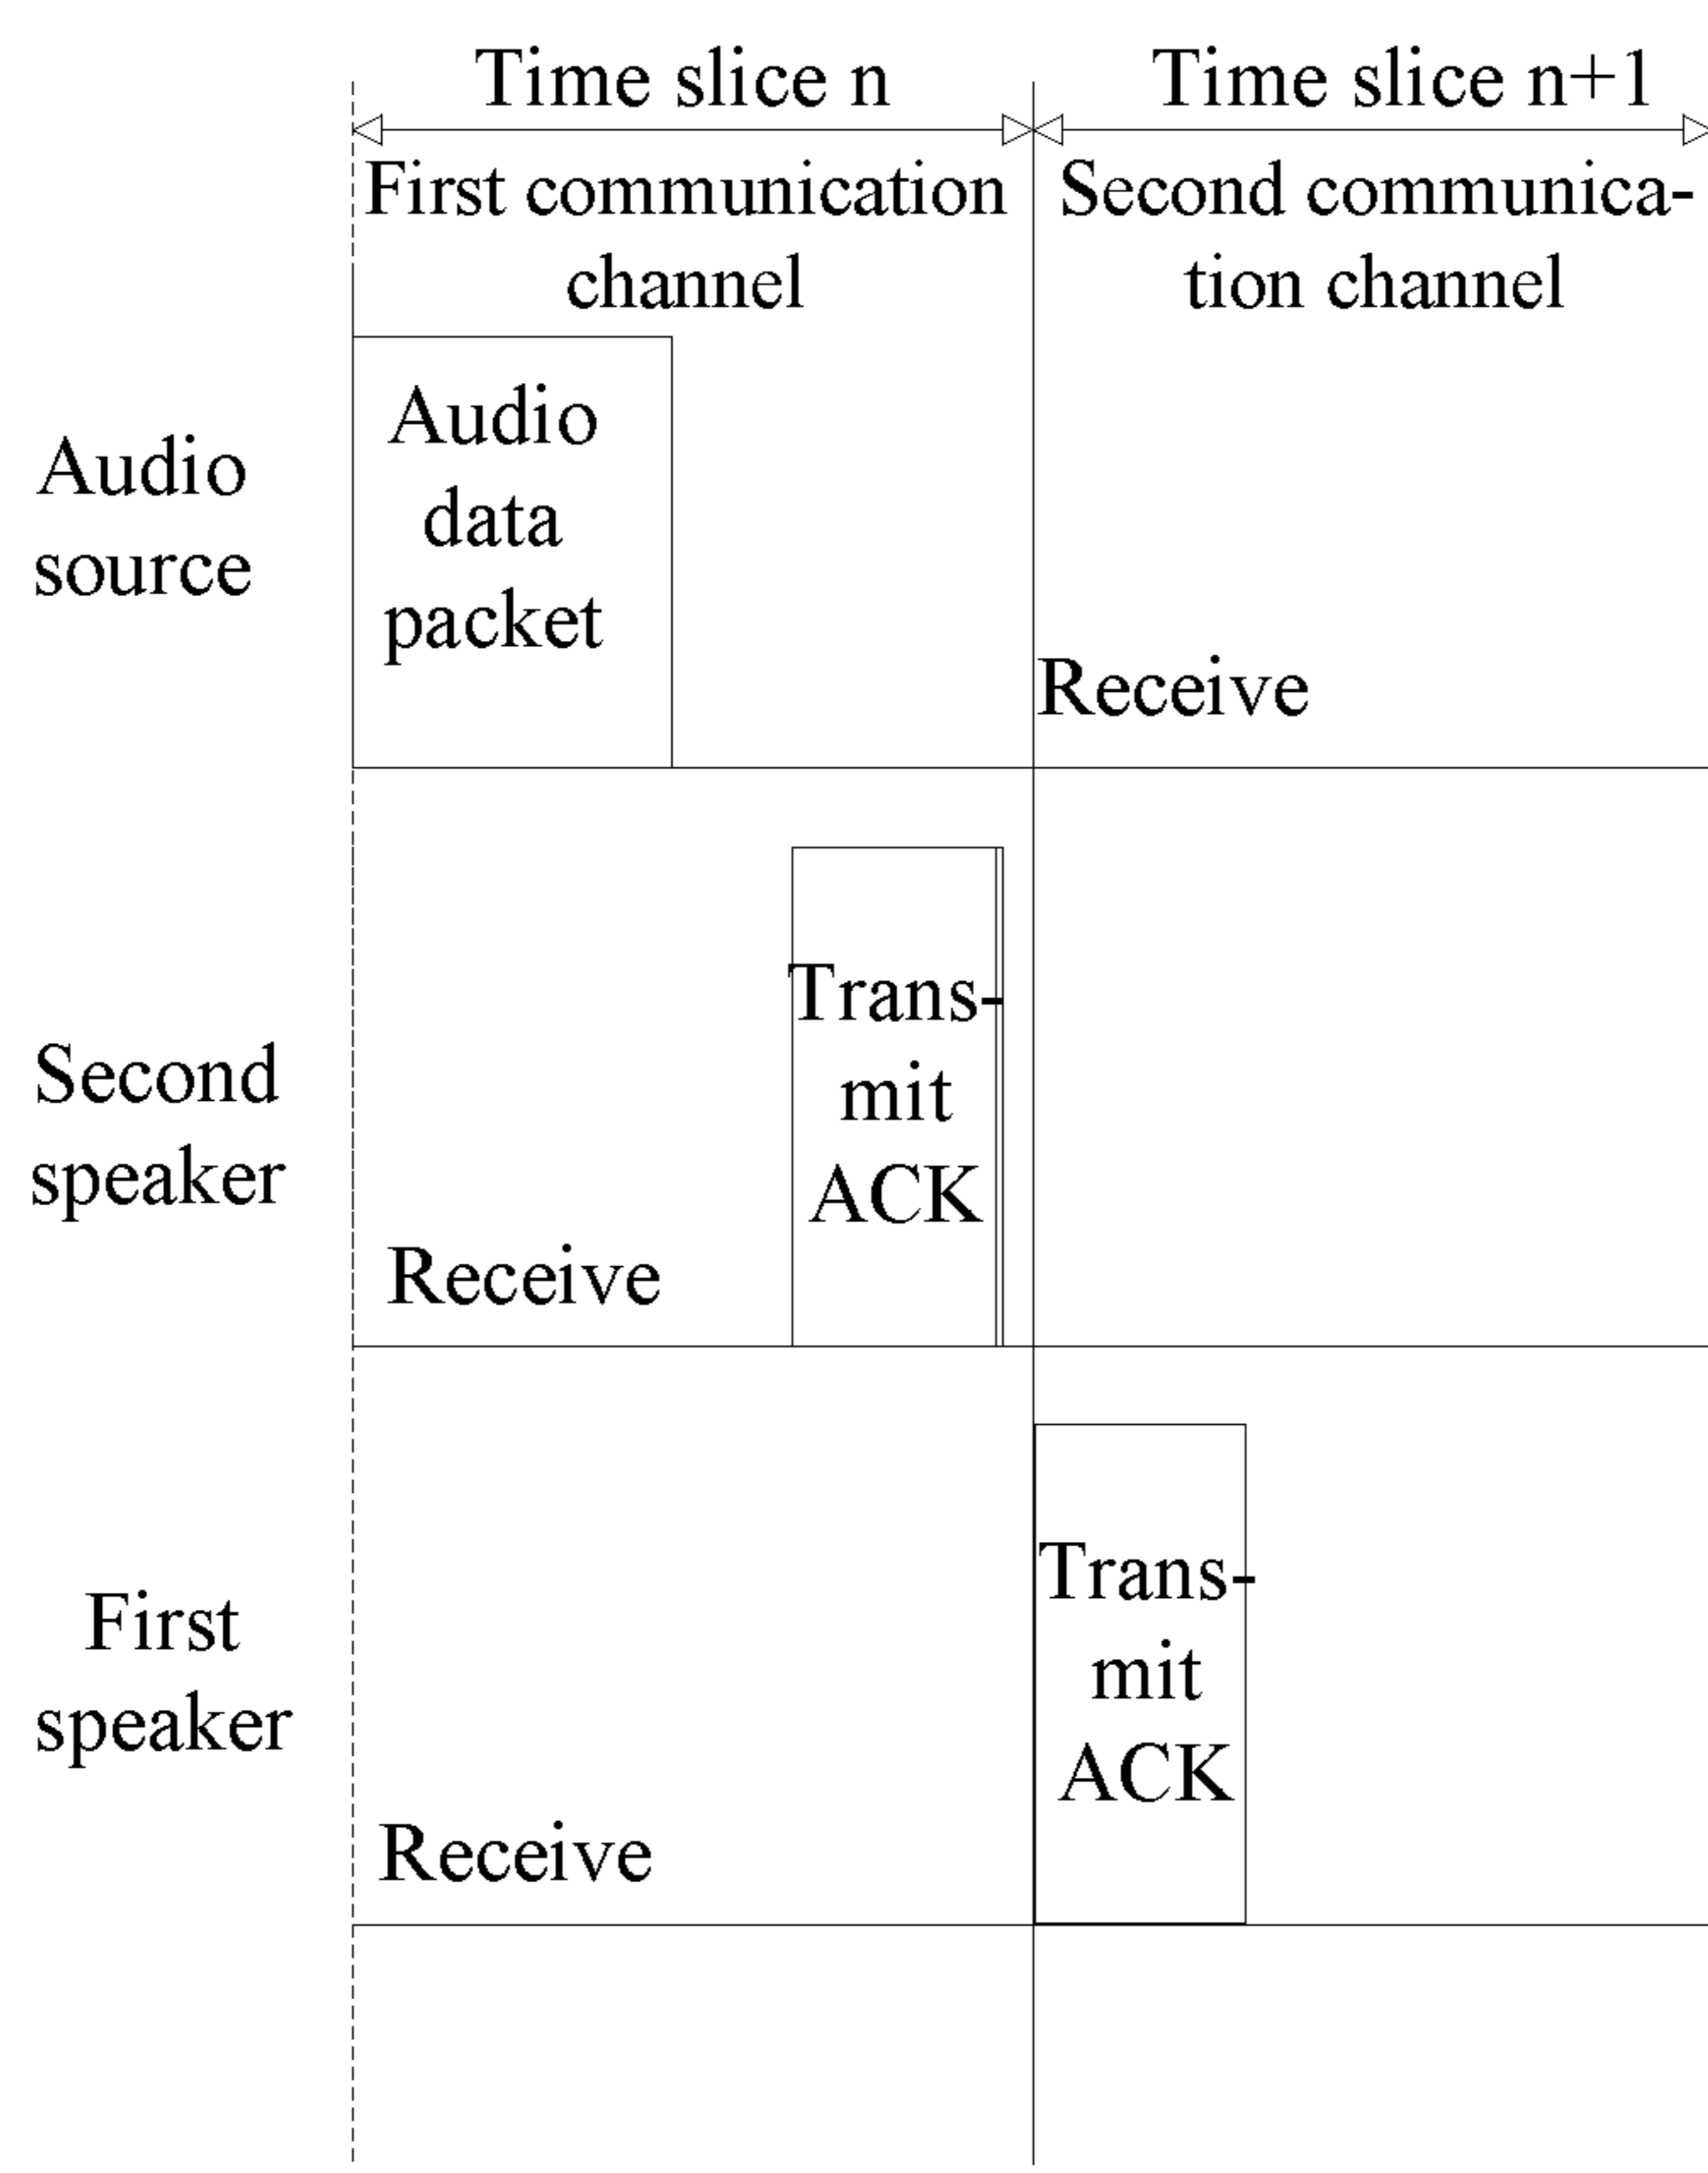 Time slice n
Time slice n+1
First communication
channel
Second communica-
tion channel
Audio
source
Audio
data
packet
Receive
Second
speaker
Receive
Trans-
mit
ACK
First
speaker
Receive
Trans-
mit
ACK